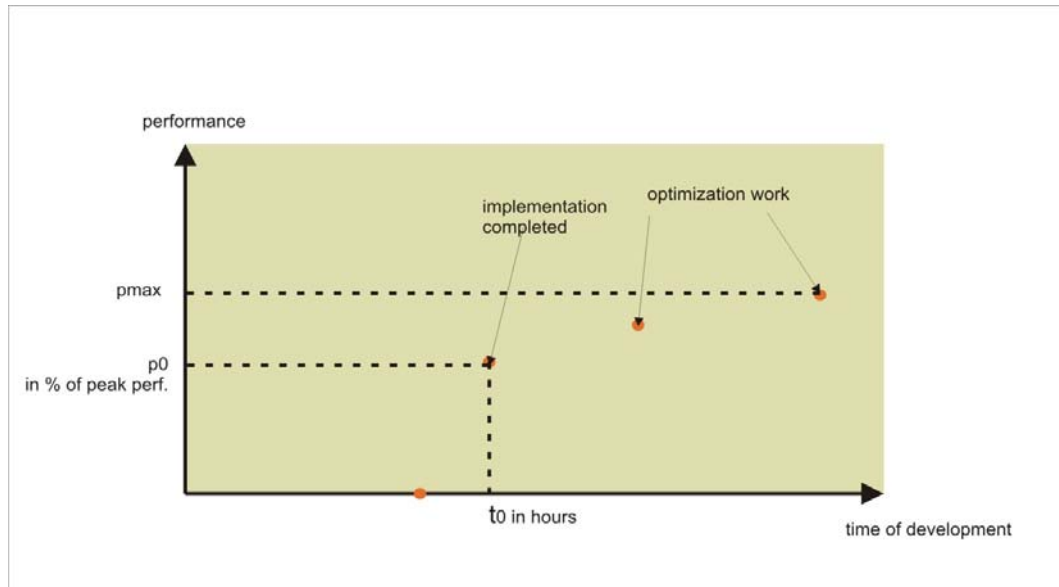 performance
implementation
completed
optimization work
pmax
p0
in % of peak perf.
t0 in hours
time of development